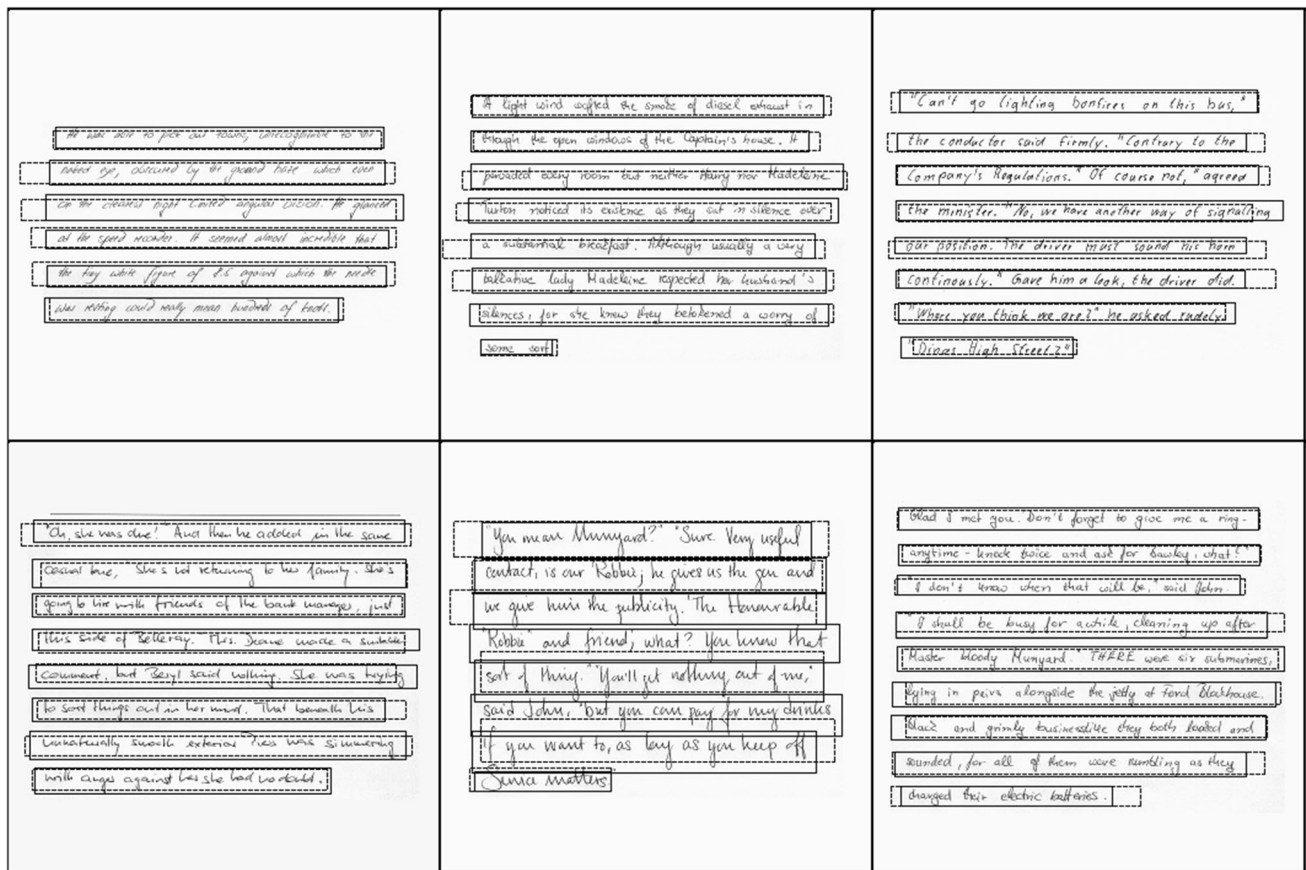 He was able to pick out towns, unrecognisable to the
naked eye, obscured by the ground haze which even
on the clearest night limited angular vision. He glanced
at the speed recorder. It seemed almost incredible that
the tiny white figure of 8.5 against which the needle
was resting could really mean hundreds of knots.
A light wind wafted the smoke of diesel exhaust in
through the open windows of the Captain's house. It
pervaded every room but neither Harry nor Madeleine
Turton noticed its existence as they sat in silence over
a substantial breakfast. Although usually a very
talkative lady Madeleine respected her husband's
silences, for she knew they betokened a worry of
some sort
"Can't go lighting bonfires on this bus,"
the conductor said firmly. "Contrary to the
Company's Regulations." "Of course not," agreed
the minister. "No, we have another way of signalling
our position. The driver must sound his horn
continously." Gave him a look, the driver did.
"Where you think we are?" he asked rudely.
"Dinas High Street?"
"Oh, she was due!" And then he added in the same
casual tone, "She's not returning to her family. She's
going to live with friends of the bank manager, just
this side of Belleray." Mrs. Deane made a suitable
comment, but Beryl said nothing. She was trying
to sort things out in her mind. That beneath his
unnaturally smooth exterior was simmering
with anger against her she had no doubt.
"You mean Munyard?" "Sure. Very useful
contact, is our 'Robbie'; he gives us the gen and
we give him the publicity. 'The Honourable
'Robbie' and friend', what? You know that
sort of thing." "You'll get nothing out of me,"
said John, "but you can pay for my drinks
if you want to, as long as you keep off
matters
Glad I met you. Don't forget to give me a ring-
anytime - knock twice and ask for Bawley, what?"
"I don't know when that will be," said John.
"I shall be busy for awhile, cleaning up after
Master bloody Munyard." THERE were six submarines,
lying in pairs alongside the jetty at Ford Blockhouse.
black and grimly businesslike they both looked and
sounded, for all of them were rumbling as they
charged their electric batteries.